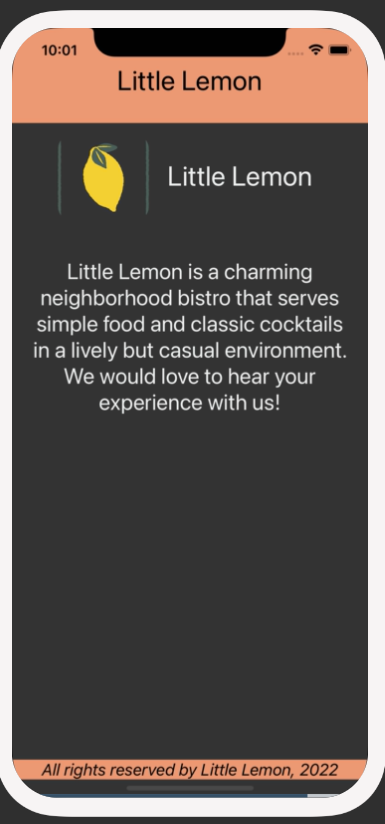 10:01
Little Lemon
Little Lemon
Little Lemon is a charming
neighborhood bistro that serves
simple food and classic cocktails
in a lively but casual environment.
We would love to hear your
experience with us!
All rights reserved by Little Lemon, 2022